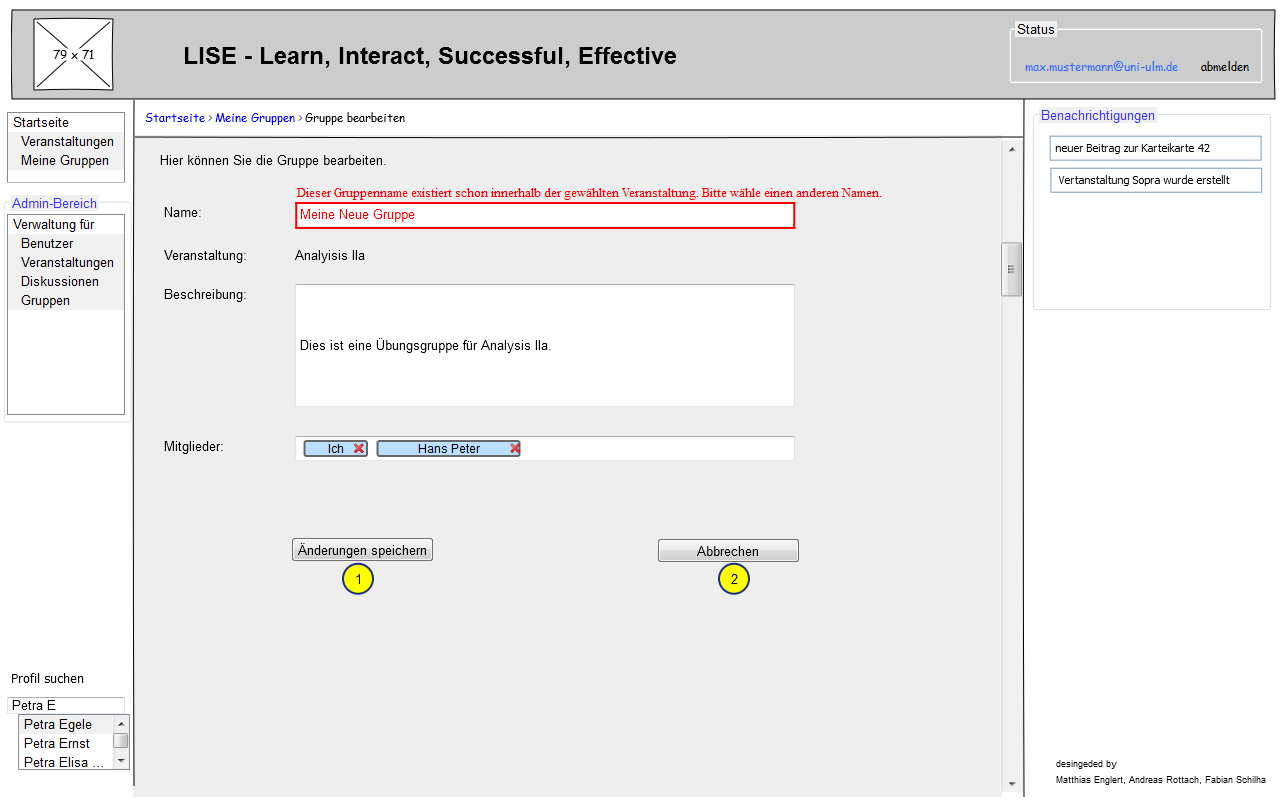 79 x 71
LISE - Learn, Interact, Successful, Effective
Status
max.mustermann@uni-ulm.de abmelden
Startseite
Veranstaltungen
Meine Gruppen
Admin-Bereich
Verwaltung für
Benutzer
Veranstaltungen
Diskussionen
Gruppen
Profil suchen
Petra E
Petra Egele
Petra Ernst
Petra Elisa ...
Startseite > Meine Gruppen > Gruppe bearbeiten
Hier können Sie die Gruppe bearbeiten.
Dieser Gruppenname existiert schon innerhalb der gewählten Veranstaltung. Bitte wähle einen anderen Namen.
Name: Meine Neue Gruppe
Veranstaltung: Analyisis IIa
Beschreibung:
Dies ist eine Übungsgruppe für Analysis IIa.
Mitglieder: Ich Hans Peter
Änderungen speichern Abbrechen
1 2
Benachrichtigungen
neuer Beitrag zur Karteikarte 42
Vertanstaltung Sopra wurde erstellt
desingeded by
Matthias Englert, Andreas Rottach, Fabian Schilha